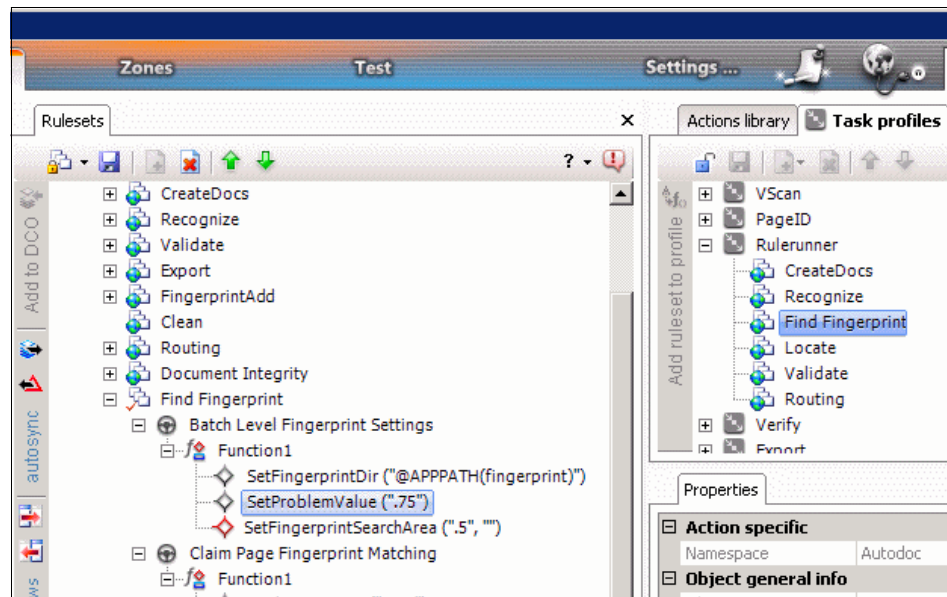 Zones Test Settings ...
Rulesets
Actions library Task profiles
?
Add to DCO
autosync
CreateDocs
Recognize
Validate
Export
FingerprintAdd
Clean
Routing
Document Integrity
Find Fingerprint
Batch Level Fingerprint Settings
Function1
SetFingerprintDir ("@APPPATH(fingerprint)")
SetProblemValue (".75")
SetFingerprintSearchArea (".5", "")
Claim Page Fingerprint Matching
Function1
Add ruleset to profile
VScan
PageID
Rulerunner
CreateDocs
Recognize
Find Fingerprint
Locate
Validate
Routing
Verify
Export
Properties
Action specific
Namespace Autodoc
Object general info